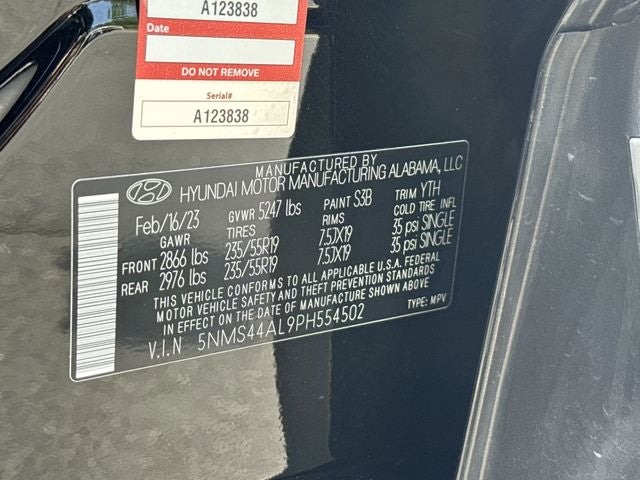 A123838
Date
DO NOT REMOVE
Serial#
A123838
MANUFACTURED BY
HYUNDAI MOTOR MANUFACTURING ALABAMA, LLC
Feb/16/23 GVWR 5247 lbs PAINT S3B TRIM YTH
GAWR TIRES RIMS COLD TIRE INFL
FRONT 2866 lbs 235/55R19 7.5JX19 35 psi SINGLE
REAR 2976 lbs 235/55R19 7.5JX19 35 psi SINGLE
THIS VEHICLE CONFORMS TO ALL APPLICABLE U.S.A. FEDERAL
MOTOR VEHICLE SAFETY AND THEFT PREVENTION STANDARDS
IN EFFECT ON THE DATE OF MANUFACTURE SHOWN ABOVE
V.I.N 5NMS44AL9PH554502 TYPE: MPV